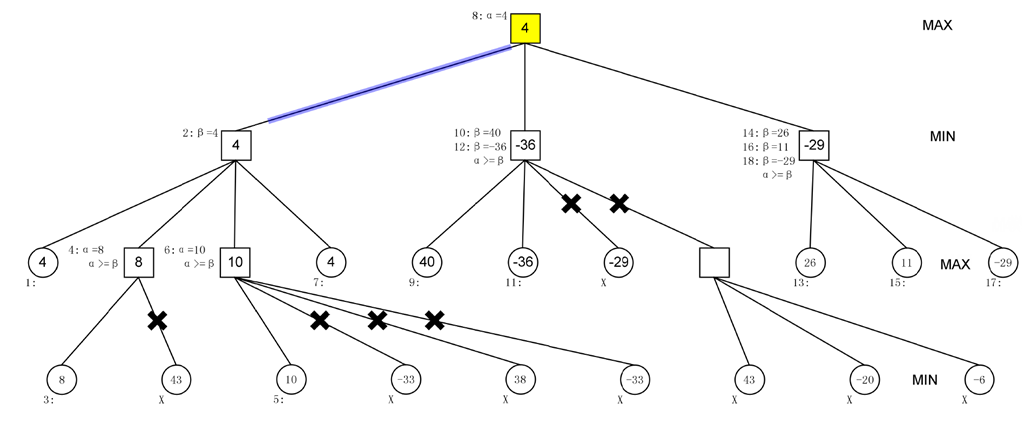 8: α=4
4
MAX
2: β=4
4
10: β=40
12: β=-36
α >= β
-36
14: β=26
16: β=11
18: β=-29
α >= β
-29
MIN
4
1:
4: α=8
α >= β
8
6: α=10
α >= β
10
4
7:
40
9:
-36
11:
-29
X
26
13:
11
15:
-29
17:
MAX
8
3:
43
X
10
5:
-33
X
38
X
-33
X
43
X
-20
X
-6
X
MIN